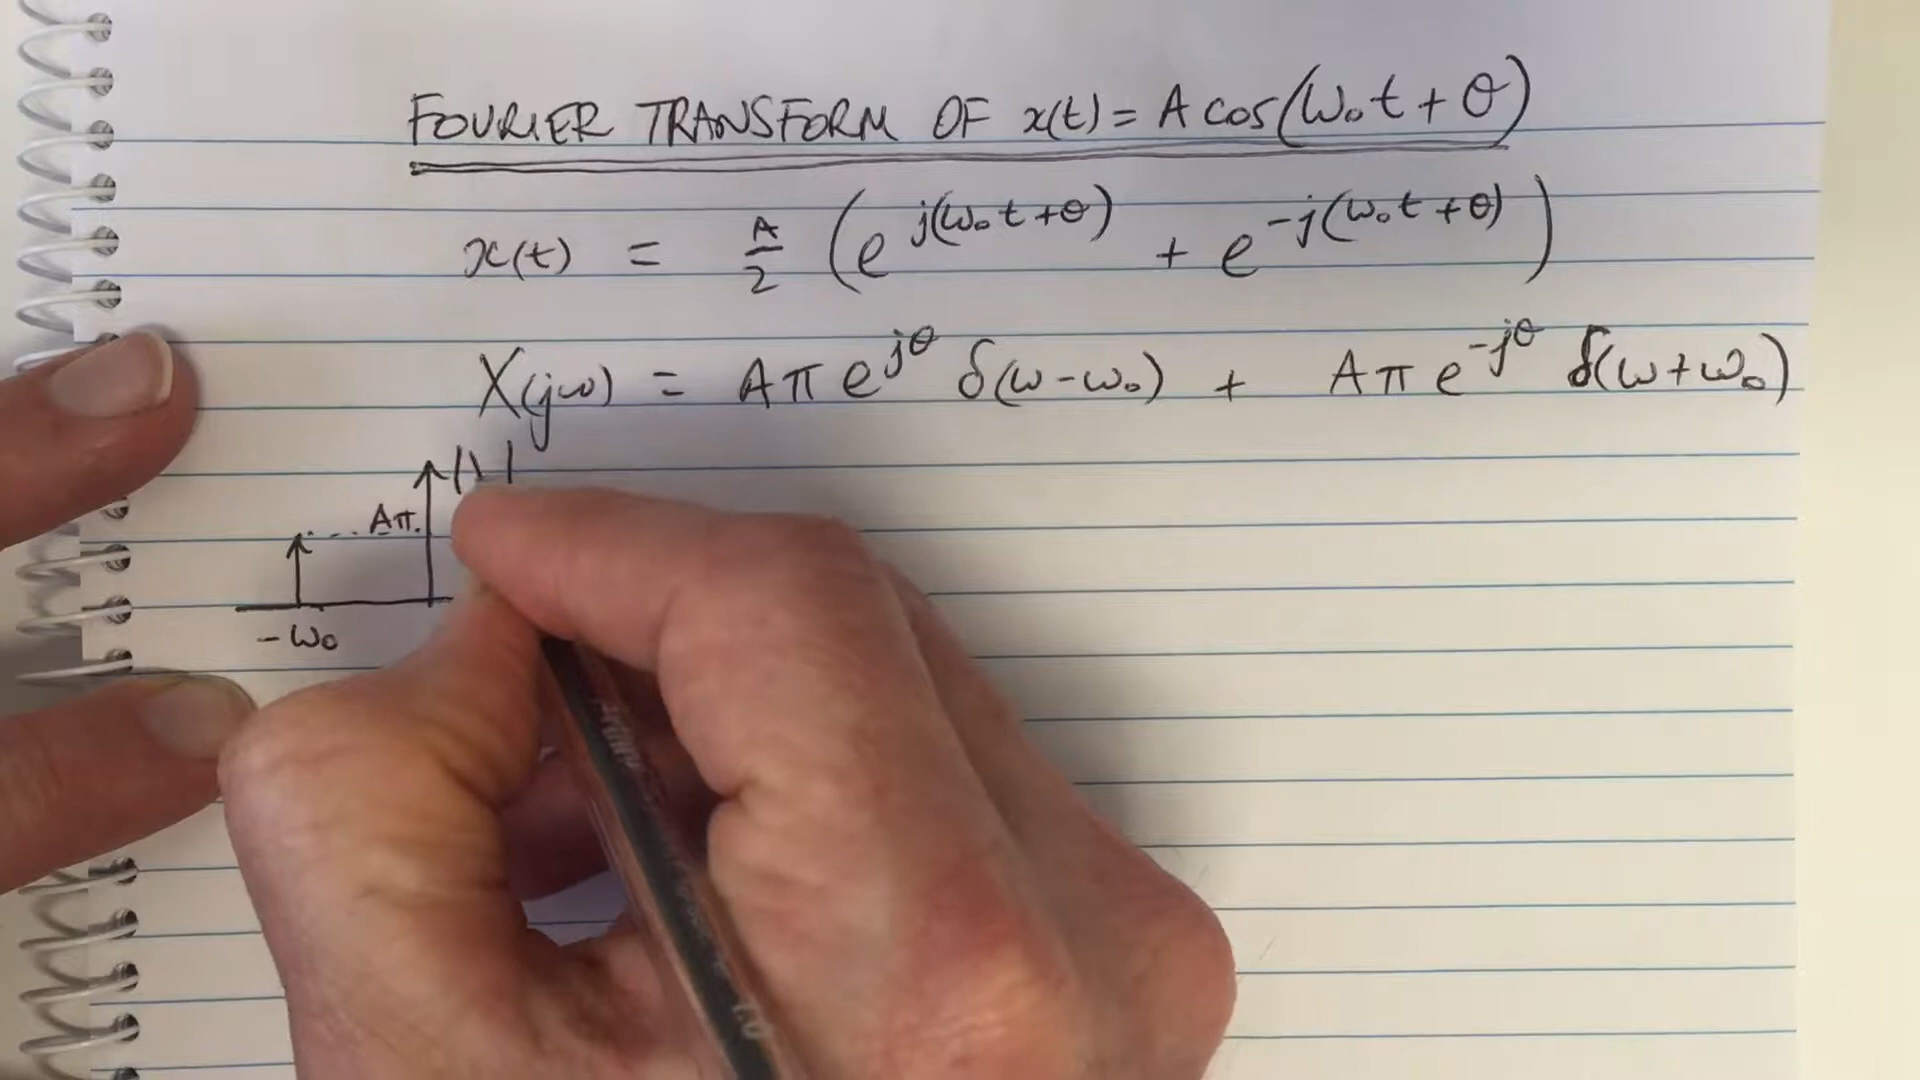 FOURIER TRANSFORM OF x(t) = A cos(ω₀t + θ)
x(t) = A/2 (e^{j(ω₀t+θ)} + e^{-j(ω₀t+θ)})
X(jω) = Aπ e^{jθ} δ(ω-ω₀) + Aπ e^{-jθ} δ(ω+ω₀)
Aπ
-ω₀